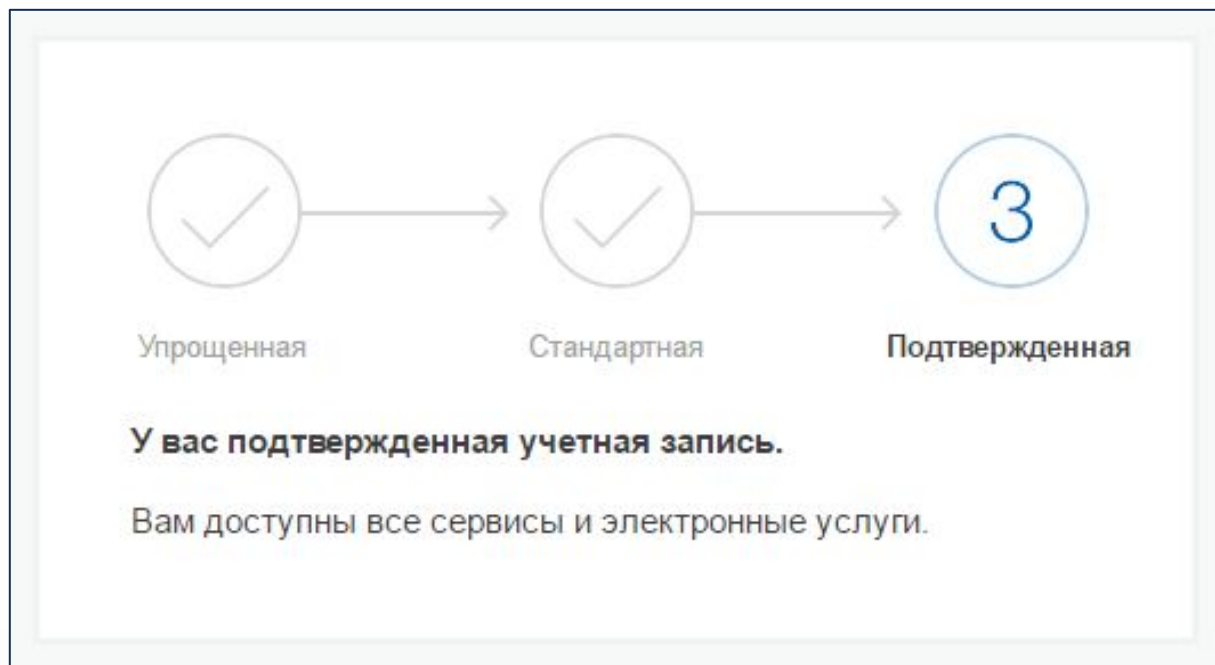 3
Упрощенная Стандартная Подтвержденная
У вас подтвержденная учетная запись.
Вам доступны все сервисы и электронные услуги.